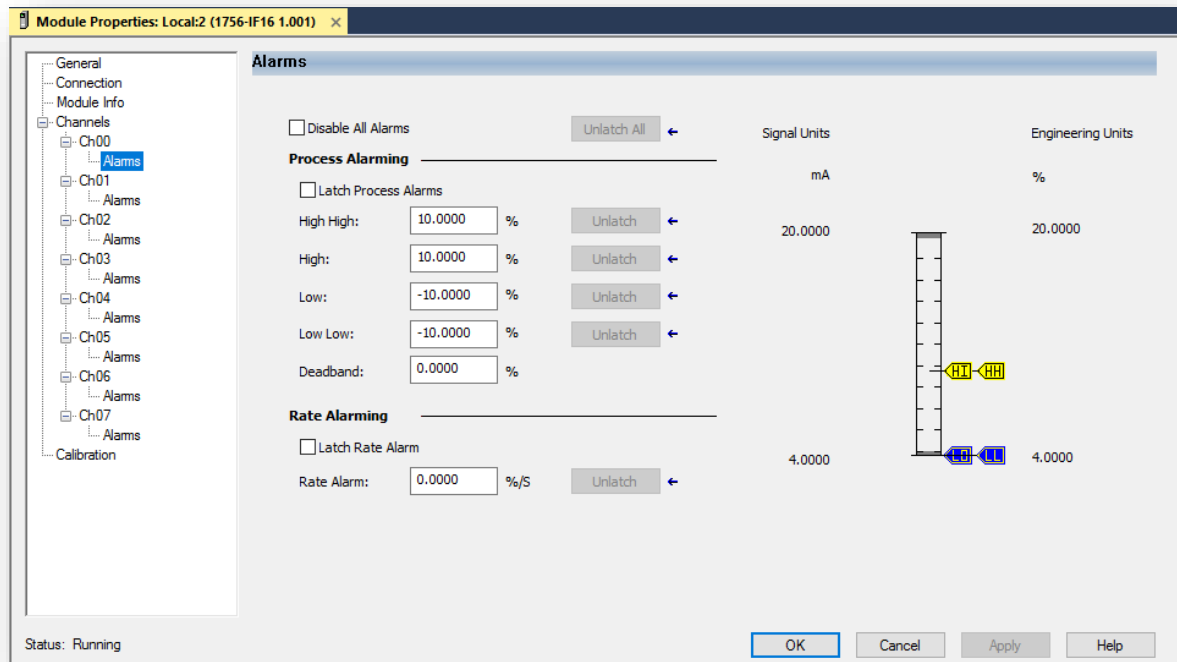 Module Properties: Local:2 (1756-IF16 1.001) ×
General
Connection
Module Info
Channels
Ch00
Alarms
Ch01
Alarms
Ch02
Alarms
Ch03
Alarms
Ch04
Alarms
Ch05
Alarms
Ch06
Alarms
Ch07
Alarms
Calibration
Alarms
Disable All Alarms Unlatch All
Process Alarming
Latch Process Alarms
High High: 10.0000 % Unlatch
High: 10.0000 % Unlatch
Low: -10.0000 % Unlatch
Low Low: -10.0000 % Unlatch
Deadband: 0.0000 %
Rate Alarming
Latch Rate Alarm
Rate Alarm: 0.0000 %/S Unlatch
Signal Units Engineering Units
mA %
20.0000 20.0000
HI HH
4.0000 LO LL 4.0000
Status: Running
OK Cancel Apply Help